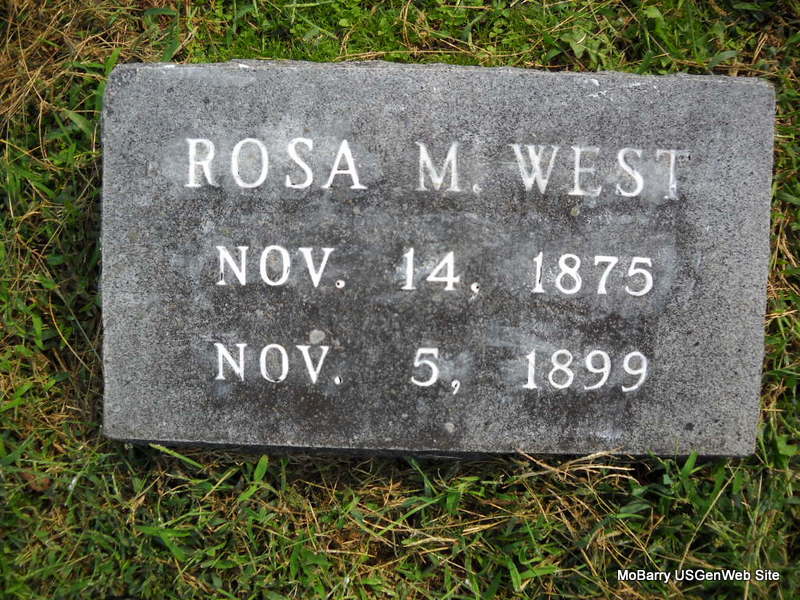 ROSA M. WEST
NOV. 14, 1875
NOV. 5, 1899
MoBarry USGenWeb Site